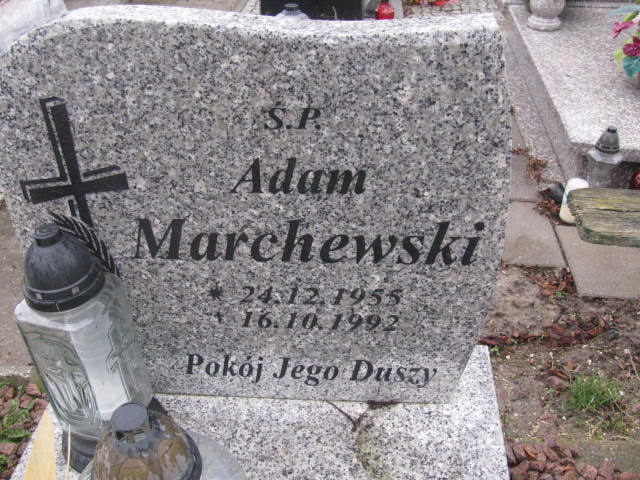 Ś.P.
Adam
Marchewski
* 24.12.1955
† 16.10.1992
Pokój Jego Duszy